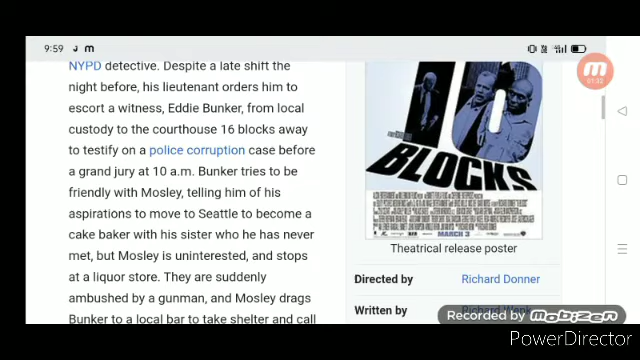 9:59
01:32
NYPD detective. Despite a late shift the
night before, his lieutenant orders him to
escort a witness, Eddie Bunker, from local
custody to the courthouse 16 blocks away
to testify on a police corruption case before
a grand jury at 10 a.m. Bunker tries to
be friendly with Mosley, telling him of his
aspirations to move to Seattle to become a
cake baker with his sister who he has never
met, but Mosley is uninterested, and stops
at a liquor store. They are suddenly
ambushed by a gunman, and Mosley drags
Bunker to a local bar to take shelter and call
16
BLOCKS
MARCH 3
Theatrical release poster
Directed by Richard Donner
Written by Richard Wenk
Recorded by Mobizen
PowerDirector